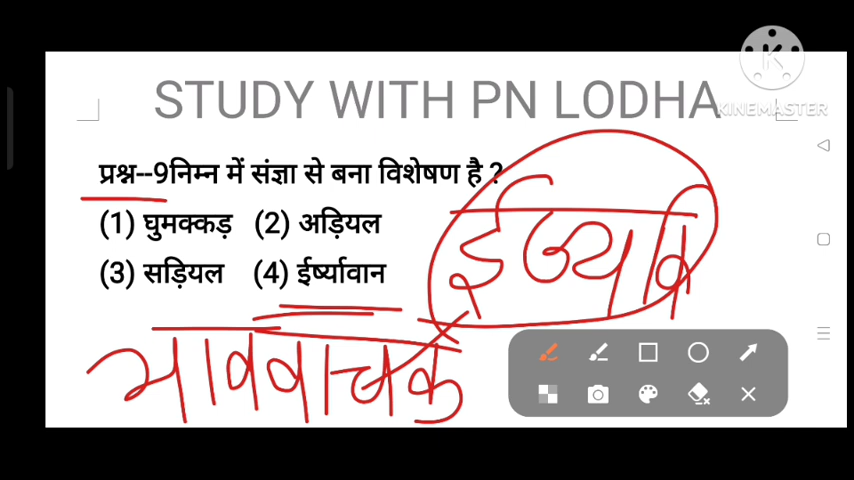 STUDY WITH PN LODHA
KINEMASTER
प्रश्न--9निम्न में संज्ञा से बना विशेषण है ?
(1) घुमक्कड़ (2) अड़ियल
(3) सड़ियल (4) ईर्ष्यावान
भाववाचक